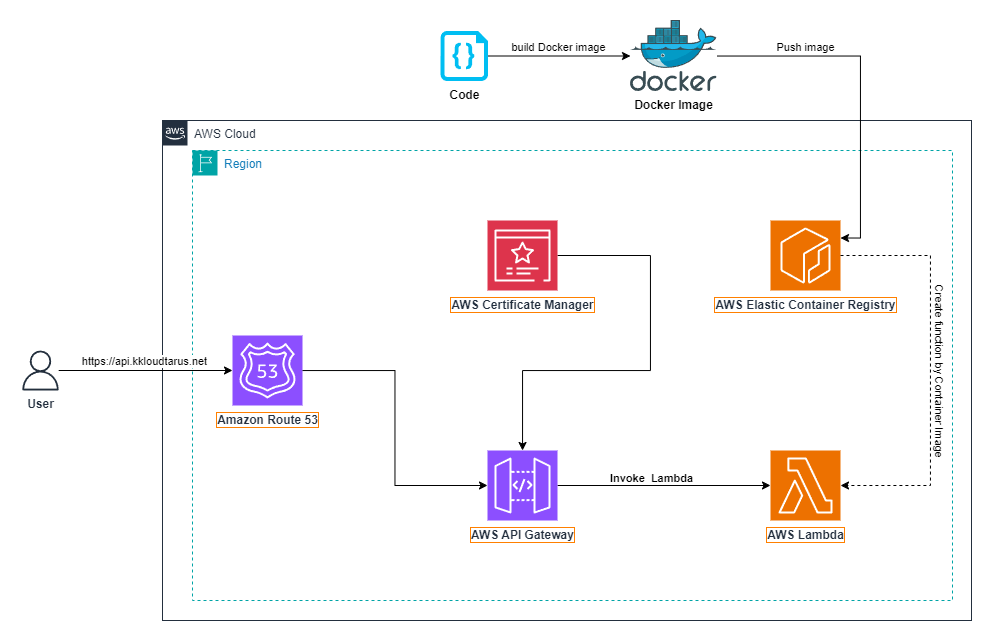 build Docker image
Push image
{ }
docker
Code
Docker Image
aws
AWS Cloud
Region
AWS Certificate Manager
AWS Elastic Container Registry
Create function by Container Image
https://api.kkloudtarus.net
53
User
Amazon Route 53
Invoke Lambda
</>
AWS API Gateway
AWS Lambda